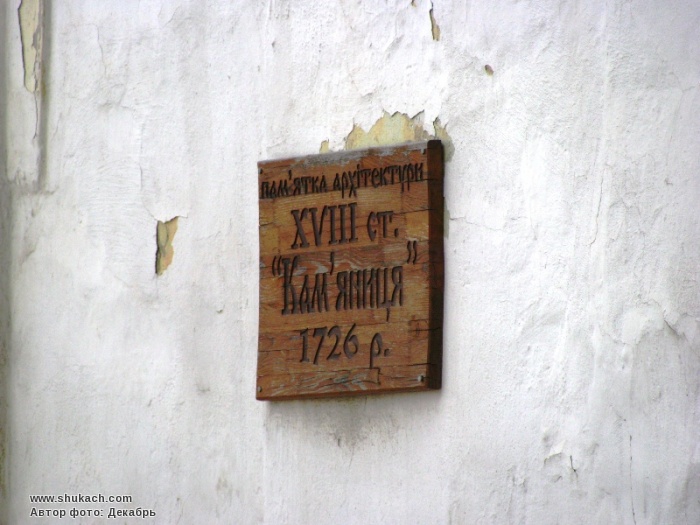 пам'ятка архітектури
XVIII ст.
"Кам'яниця"
1726 р.
www.shukach.com
Автор фото: Декабрь